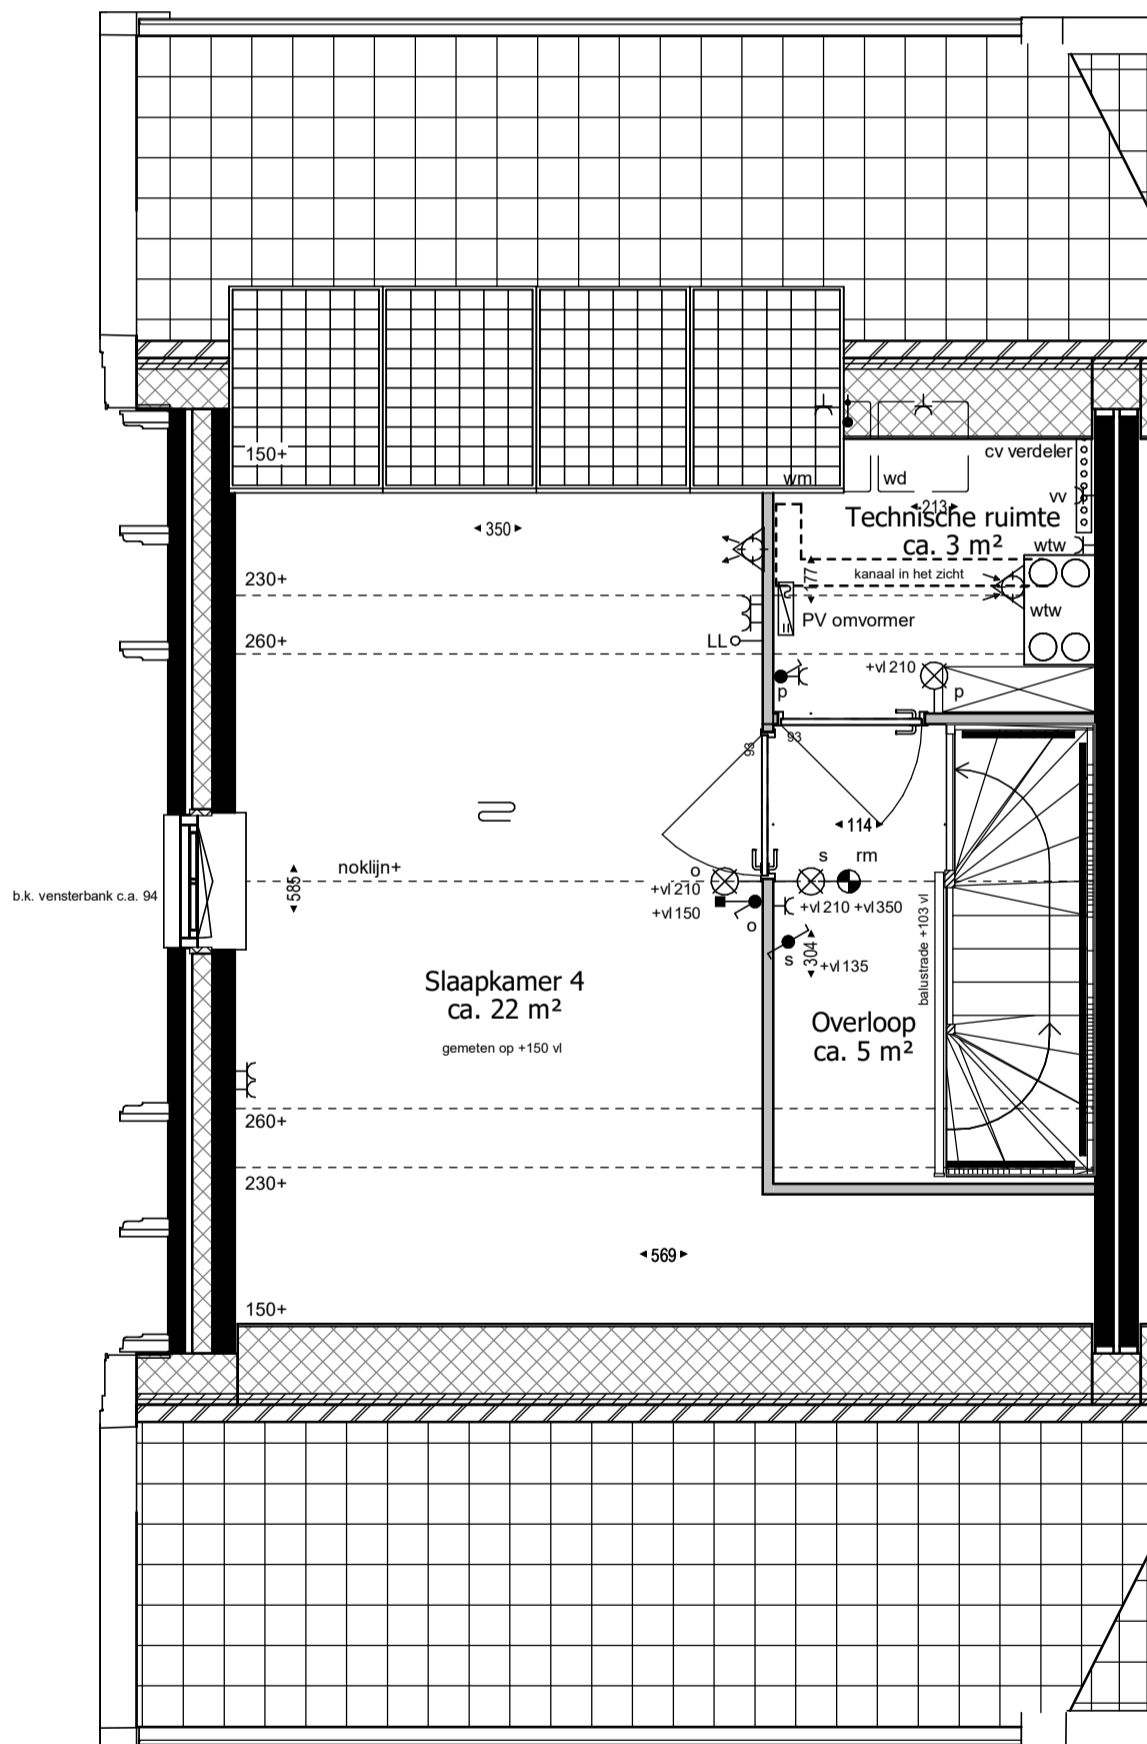 150+
wm
wd
cv verdeler
vv
213
350
Technische ruimte
ca. 3 m²
wtw
kanaal in het zicht
177
230+
wtw
PV omvormer
260+
LL
+vl 210
p
p
93
93
114
s
rm
noklijn+
o
b.k. vensterbank c.a. 94
585
+vl 210
+vl 150
+vl 210 +vl 350
o
s
304
+vl 135
balustrade +103 vl
Slaapkamer 4
ca. 22 m²
gemeten op +150 vl
Overloop
ca. 5 m²
260+
230+
569
150+